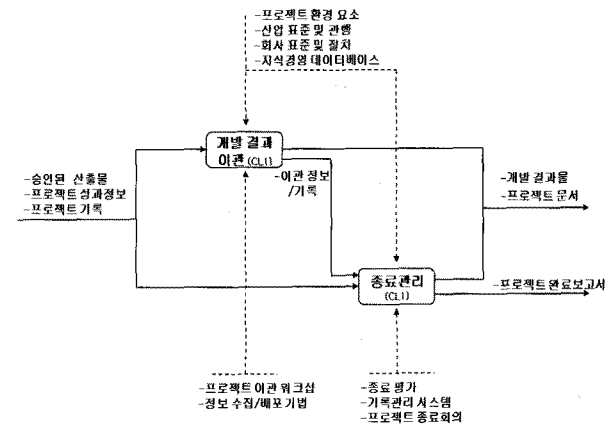 -프로젝트 환경 요소
-산업 표준 및 관행
-회사 표준 및 절차
-지식경영 데이터베이스
개발 결과
이관 (CL1)
-승인된 산출물
-프로젝트 성과정보
-프로젝트 기록
-이관 정보
/기록
-개발 결과물
-프로젝트 문서
종료관리
(CL1)
-프로젝트 완료보고서
-프로젝트 이관 워크샵
-정보 수집/배포 기법
-종료 평가
-기록관리 시스템
-프로젝트 종료회의